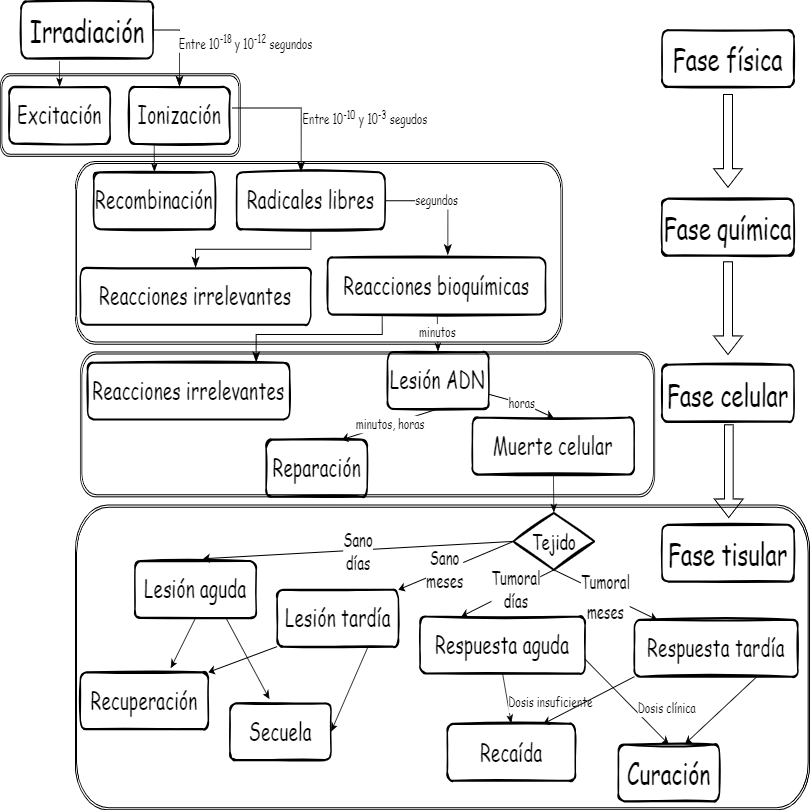 Irradiación
Entre 10⁻¹⁸ y 10⁻¹² segundos
Fase física
Excitación
Ionización
Entre 10⁻¹⁰ y 10⁻³ segudos
Recombinación
Radicales libres
segundos
Fase química
Reacciones irrelevantes
Reacciones bioquímicas
minutos
Reacciones irrelevantes
Lesión ADN
horas
Fase celular
minutos, horas
Muerte celular
Reparación
Tejido
Fase tisular
Sano
días
Sano
meses
Tumoral
días
Tumoral
meses
Lesión aguda
Lesión tardía
Respuesta aguda
Respuesta tardía
Recuperación
Secuela
Dosis insuficiente
Dosis clínica
Recaída
Curación